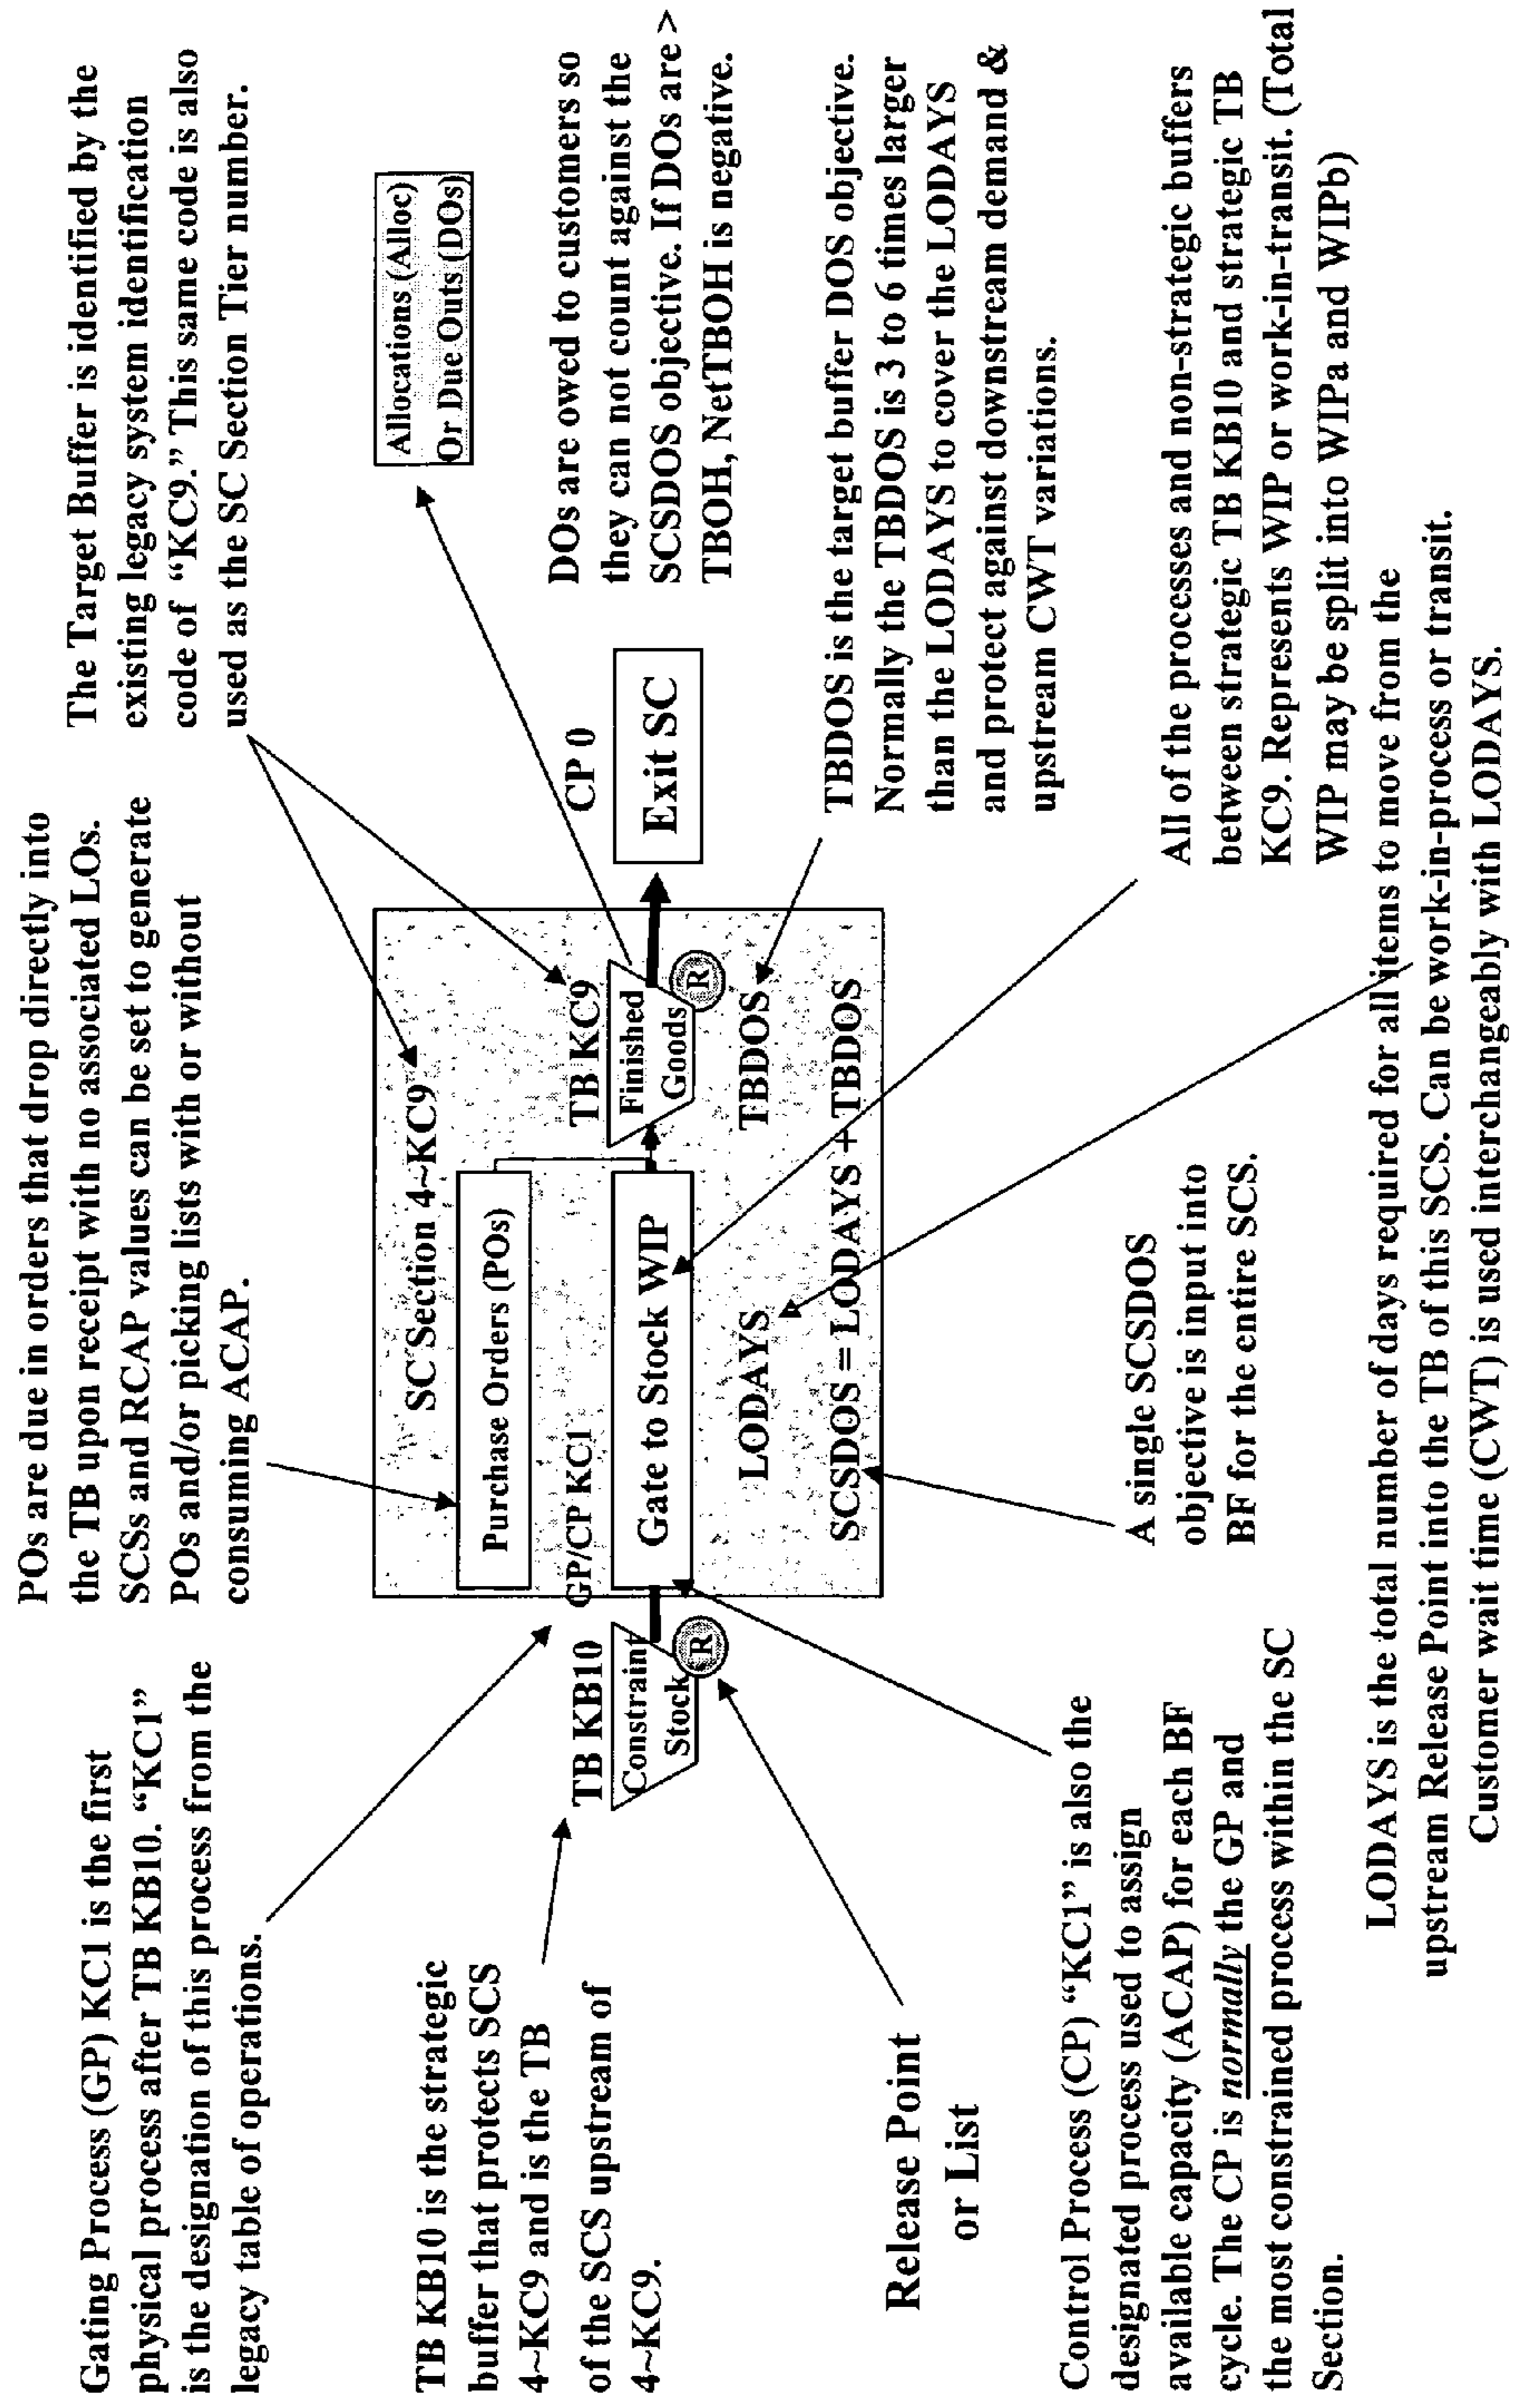 Gating Process (GP) KC1 is the first
physical process after TB KB10. “KC1”
is the designation of this process from the
legacy table of operations.
POs are due in orders that drop directly into
the TB upon receipt with no associated LOs.
SCSs and RCAP values can be set to generate
POs and/or picking lists with or without
consuming ACAP.
The Target Buffer is identified by the
existing legacy system identification
code of “KC9.” This same code is also
used as the SC Section Tier number.
TB KB10 is the strategic
buffer that protects SCS
4~KC9 and is the TB
of the SCS upstream of
4~KC9.
TB KB10
Constraint
Stock
R
SC Section 4~KC9
Purchase Orders (POs)
GP/CP KC1
Gate to Stock WIP
LODAYS
SCSDOS = LODAYS + TBDOS
TB KC9
Finished
Goods
R
TBDOS
CP 0
Exit SC
Allocations (Alloc)
Or Due Outs (DOs)
DOs are owed to customers so
they can not count against the
SCSDOS objective. If DOs are >
TBOH, NetTBOH is negative.
TBDOS is the target buffer DOS objective.
Normally the TBDOS is 3 to 6 times larger
than the LODAYS to cover the LODAYS
and protect against downstream demand &
upstream CWT variations.
Release Point
or List
A single SCSDOS
objective is input into
BF for the entire SCS.
All of the processes and non-strategic buffers
between strategic TB KB10 and strategic TB
KC9. Represents WIP or work-in-transit. (Total
WIP may be split into WIPa and WIPb)
Control Process (CP) “KC1” is also the
designated process used to assign
available capacity (ACAP) for each BF
cycle. The CP is normally the GP and
the most constrained process within the SC
Section.
LODAYS is the total number of days required for all items to move from the
upstream Release Point into the TB of this SCS. Can be work-in-process or transit.
Customer wait time (CWT) is used interchangeably with LODAYS.